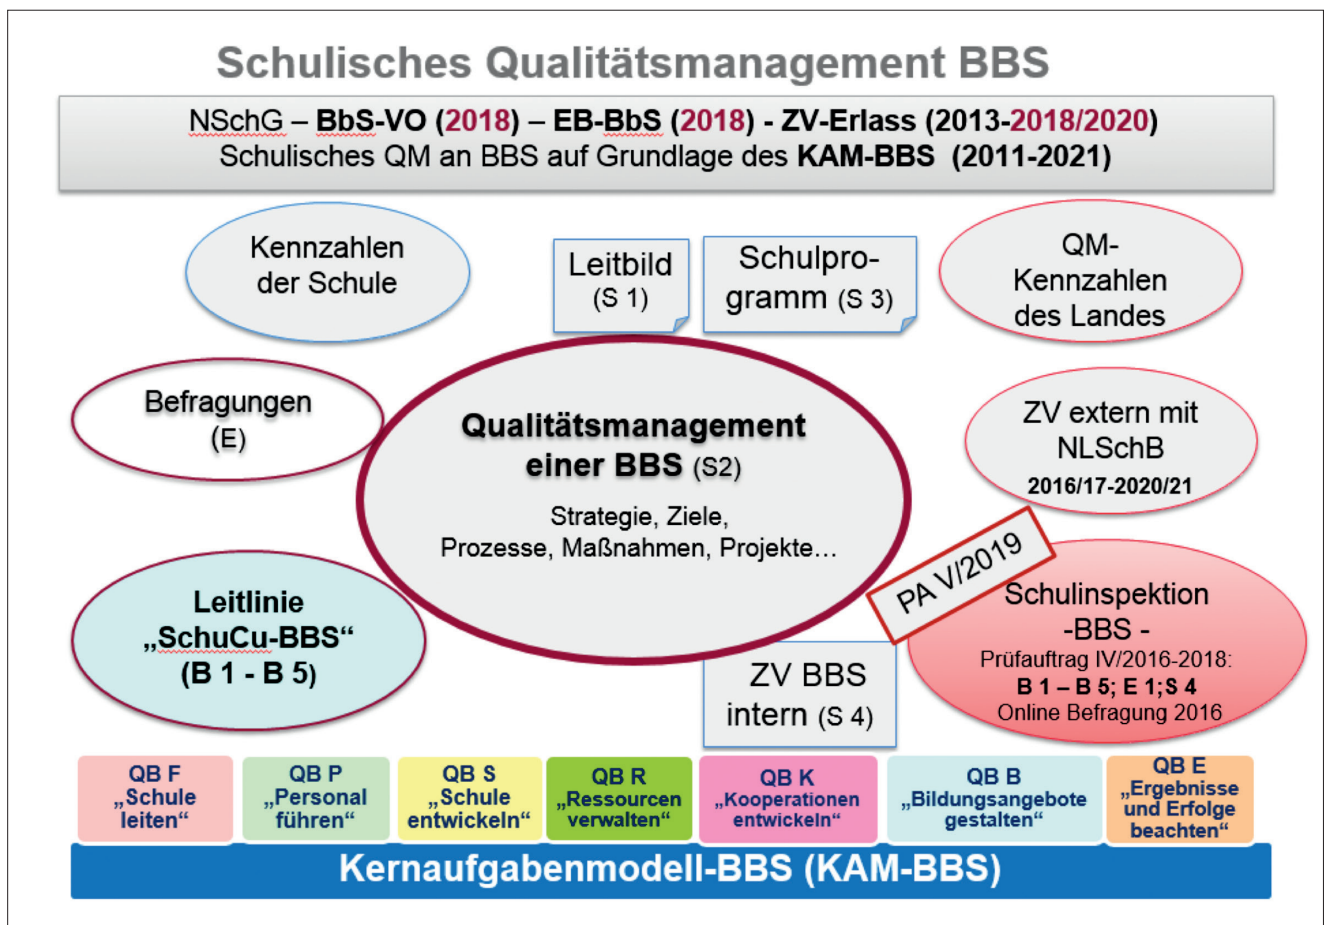 Schulisches Qualitätsmanagement BBS
NSchG – BbS-VO (2018) – EB-BbS (2018) - ZV-Erlass (2013-2018/2020)
Schulisches QM an BBS auf Grundlage des KAM-BBS (2011-2021)
Kennzahlen
der Schule
Leitbild
(S 1)
Schulpro-
gramm (S 3)
QM-
Kennzahlen
des Landes
Befragungen
(E)
Qualitätsmanagement
einer BBS (S2)
Strategie, Ziele,
Prozesse, Maßnahmen, Projekte…
ZV extern mit
NLSchB
2016/17-2020/21
Leitlinie
„SchuCu-BBS“
(B 1 - B 5)
ZV BBS
intern (S 4)
PA V/2019
Schulinspektion
-BBS -
Prüfauftrag IV/2016-2018:
B 1 – B 5; E 1;S 4
Online Befragung 2016
QB F
„Schule
leiten“
QB P
„Personal
führen“
QB S
„Schule
entwickeln“
QB R
„Ressourcen
verwalten“
QB K
„Kooperationen
entwickeln“
QB B
„Bildungsangebote
gestalten“
QB E
„Ergebnisse
und Erfolge
beachten“
Kernaufgabenmodell-BBS (KAM-BBS)